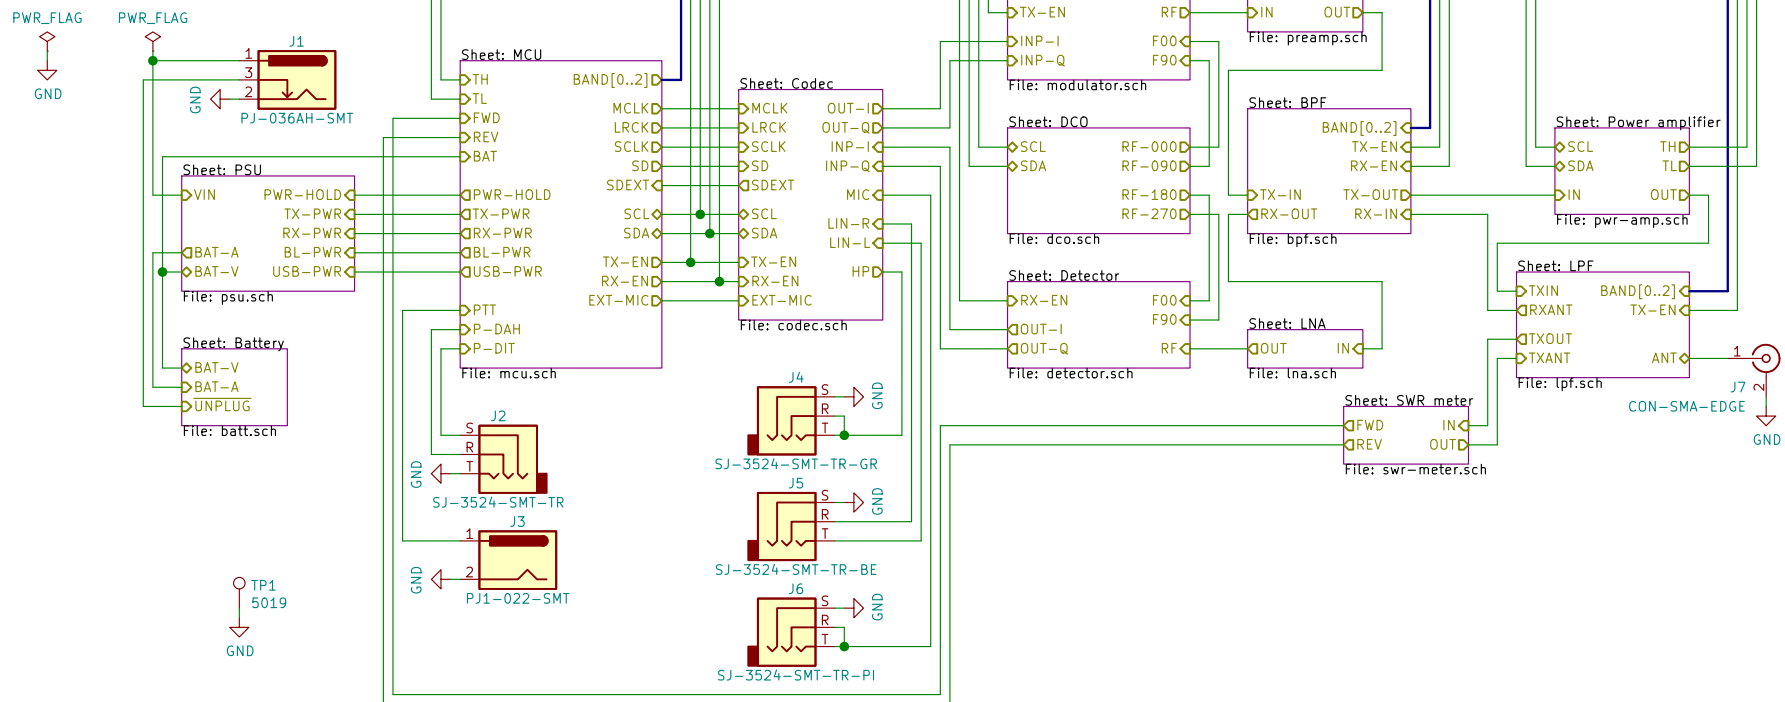 PWR_FLAG
GND
PWR_FLAG
J1
1
3
2
GND
PJ-036AH-SMT
Sheet: PSU
VIN
BAT-A
BAT-V
PWR-HOLD
TX-PWR
RX-PWR
BL-PWR
USB-PWR
File: psu.sch
Sheet: Battery
BAT-V
BAT-A
UNPLUG
File: batt.sch
TP1
5019
GND
Sheet: MCU
TH
TL
FWD
REV
BAT
PWR-HOLD
TX-PWR
RX-PWR
BL-PWR
USB-PWR
PTT
P-DAH
P-DIT
BAND[0..2]
MCLK
LRCK
SCLK
SD
SDEXT
SCL
SDA
TX-EN
RX-EN
EXT-MIC
File: mcu.sch
J2
S
R
T
GND
SJ-3524-SMT-TR
J3
1
2
GND
PJ1-022-SMT
Sheet: Codec
MCLK
LRCK
SCLK
SD
SDEXT
SCL
SDA
TX-EN
RX-EN
EXT-MIC
OUT-I
OUT-Q
INP-I
INP-Q
MIC
LIN-R
LIN-L
HP
File: codec.sch
J4
S
R
T
GND
SJ-3524-SMT-TR-GR
J5
S
R
T
GND
SJ-3524-SMT-TR-BE
J6
S
R
T
GND
SJ-3524-SMT-TR-PI
TX-EN
INP-I
INP-Q
RF
F00
F90
File: modulator.sch
Sheet: DCO
SCL
SDA
RF-000
RF-090
RF-180
RF-270
File: dco.sch
Sheet: Detector
RX-EN
OUT-I
OUT-Q
F00
F90
RF
File: detector.sch
IN
OUT
File: preamp.sch
Sheet: BPF
BAND[0..2]
TX-EN
RX-EN
TX-IN
RX-OUT
TX-OUT
RX-IN
File: bpf.sch
Sheet: LNA
OUT
IN
File: lna.sch
Sheet: SWR meter
FWD
REV
IN
OUT
File: swr-meter.sch
Sheet: Power amplifier
SCL
SDA
IN
TH
TL
OUT
File: pwr-amp.sch
Sheet: LPF
TXIN
RXANT
TXOUT
TXANT
BAND[0..2]
TX-EN
ANT
File: lpf.sch
1
2
J7
CON-SMA-EDGE
GND